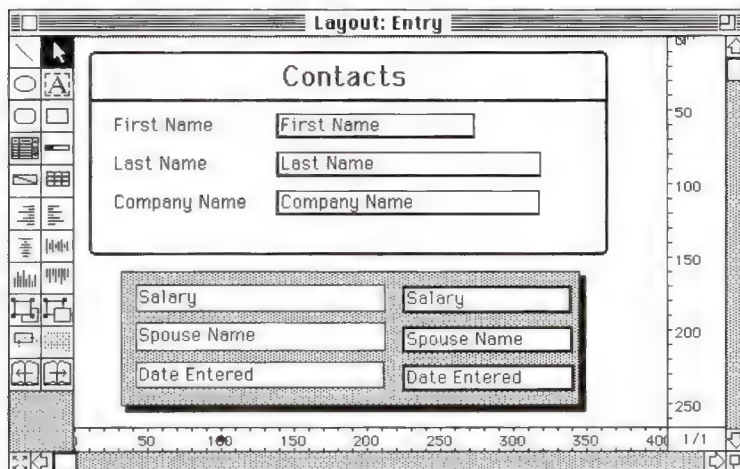 Layout: Entry
A
Contacts
First Name First Name
Last Name Last Name
Company Name Company Name
Salary Salary
Spouse Name Spouse Name
Date Entered Date Entered
50
100
150
200
250
50 100 150 200 250 300 350 400 1/1